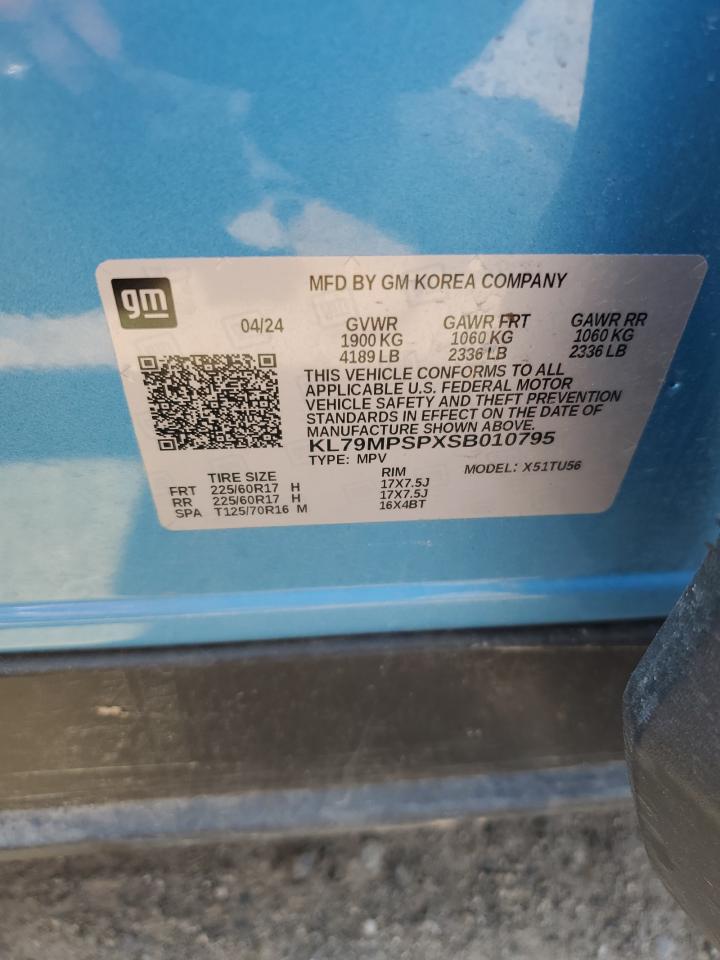 gm
MFD BY GM KOREA COMPANY
04/24 GVWR GAWR FRT GAWR RR
1900 KG 1060 KG 1060 KG
4189 LB 2336 LB 2336 LB
THIS VEHICLE CONFORMS TO ALL
APPLICABLE U.S. FEDERAL MOTOR
VEHICLE SAFETY AND THEFT PREVENTION
STANDARDS IN EFFECT ON THE DATE OF
MANUFACTURE SHOWN ABOVE.
KL79MPSPXSB010795
TYPE: MPV MODEL: X51TU56
TIRE SIZE RIM
FRT 225/60R17 H 17X7.5J
RR 225/60R17 H 17X7.5J
SPA T125/70R16 M 16X4BT